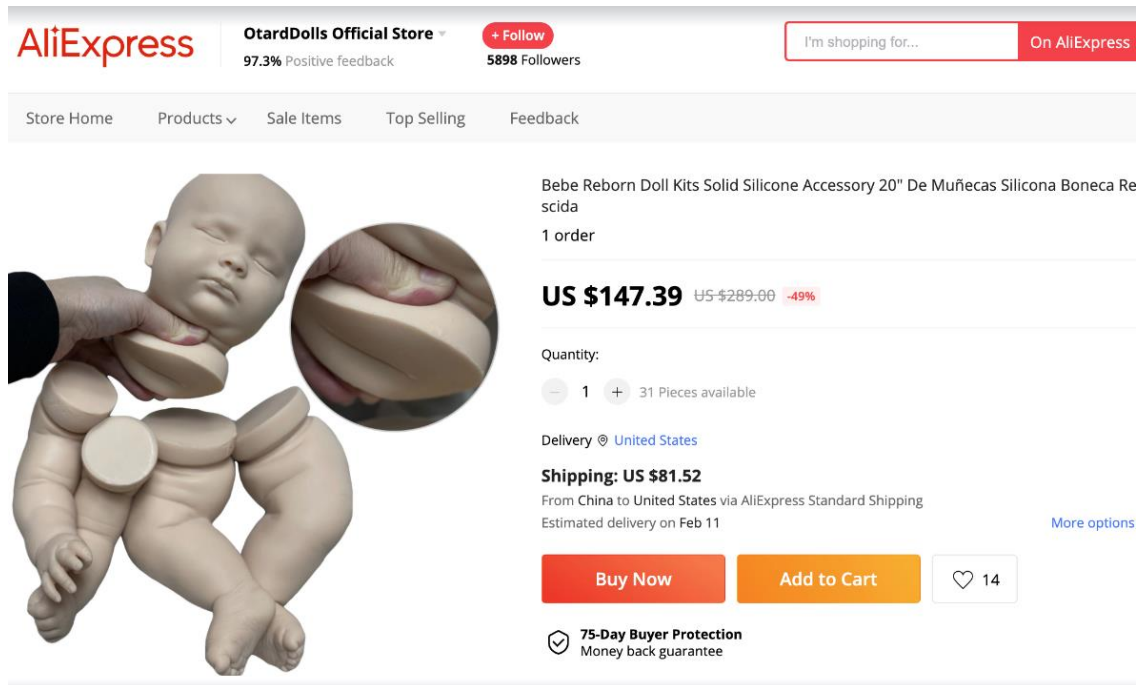 AliExpress
OtardDolls Official Store
+ Follow
97.3% Positive feedback
5898 Followers
I'm shopping for...
On AliExpress
Store Home
Products
Sale Items
Top Selling
Feedback
Bebe Reborn Doll Kits Solid Silicone Accessory 20" De Muñecas Silicona Boneca Re
scida
1 order
US $147.39 US $289.00 -49%
Quantity:
1 + 31 Pieces available
Delivery United States
Shipping: US $81.52
From China to United States via AliExpress Standard Shipping
Estimated delivery on Feb 11
More options
Buy Now
Add to Cart
14
75-Day Buyer Protection
Money back guarantee